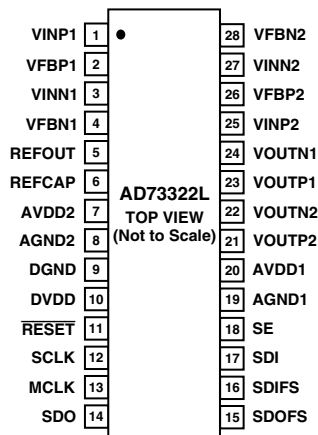 VINP1 1 28 VFBN2
VFBP1 2 27 VINN2
VINN1 3 26 VFBP2
VFBN1 4 25 VINP2
REFOUT 5 24 VOUTN1
REFCAP 6 23 VOUTP1
AVDD2 7 22 VOUTN2
AGND2 8 21 VOUTP2
DGND 9 20 AVDD1
DVDD 10 19 AGND1
RESET 11 18 SE
SCLK 12 17 SDI
MCLK 13 16 SDIFS
SDO 14 15 SDOFS
AD73322L
TOP VIEW
(Not to Scale)